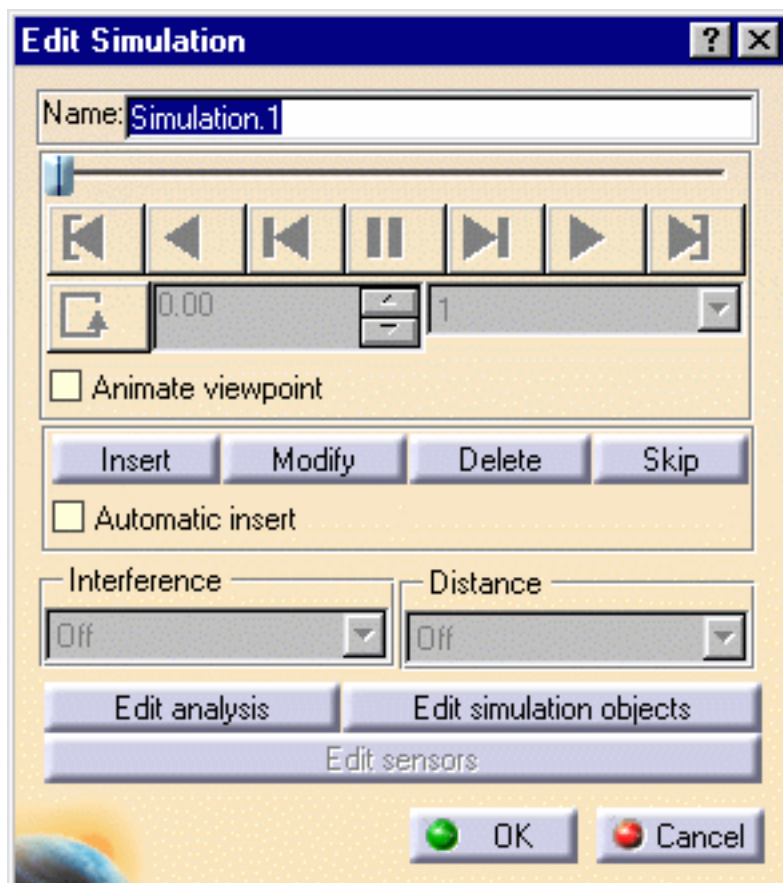 Edit Simulation
Name: Simulation.1
0.00 1
Animate viewpoint
Insert Modify Delete Skip
Automatic insert
Interference Distance
Off Off
Edit analysis Edit simulation objects
Edit sensors
OK Cancel